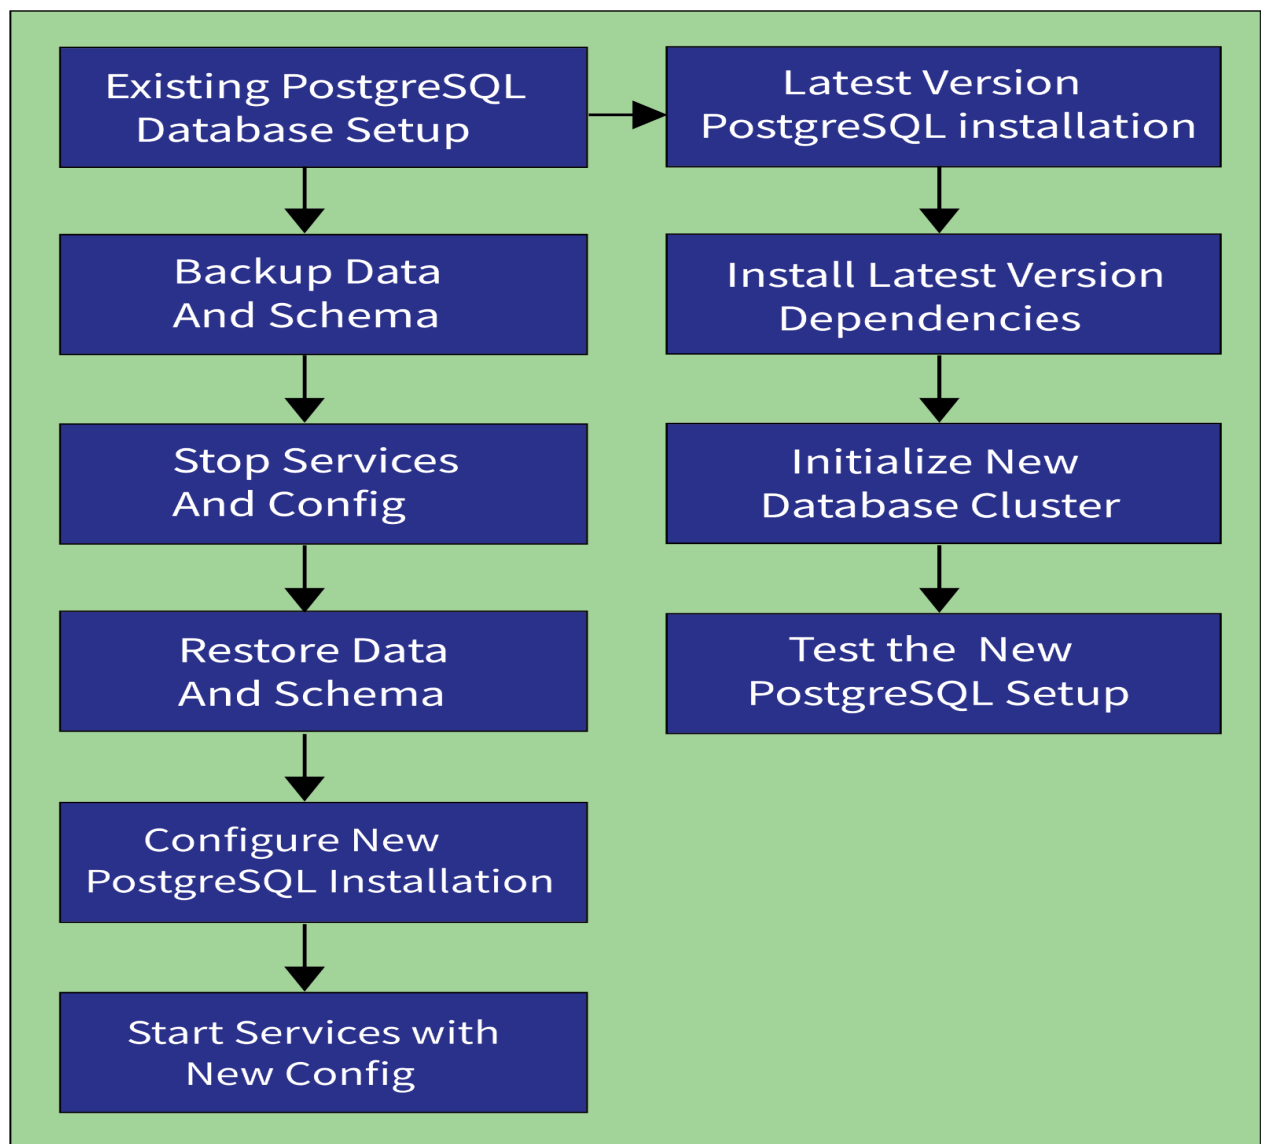 Existing PostgreSQL
Database Setup
Latest Version
PostgreSQL installation
Backup Data
And Schema
Install Latest Version
Dependencies
Stop Services
And Config
Initialize New
Database Cluster
Restore Data
And Schema
Test the  New
PostgreSQL Setup
Configure New
PostgreSQL Installation
Start Services with
New Config